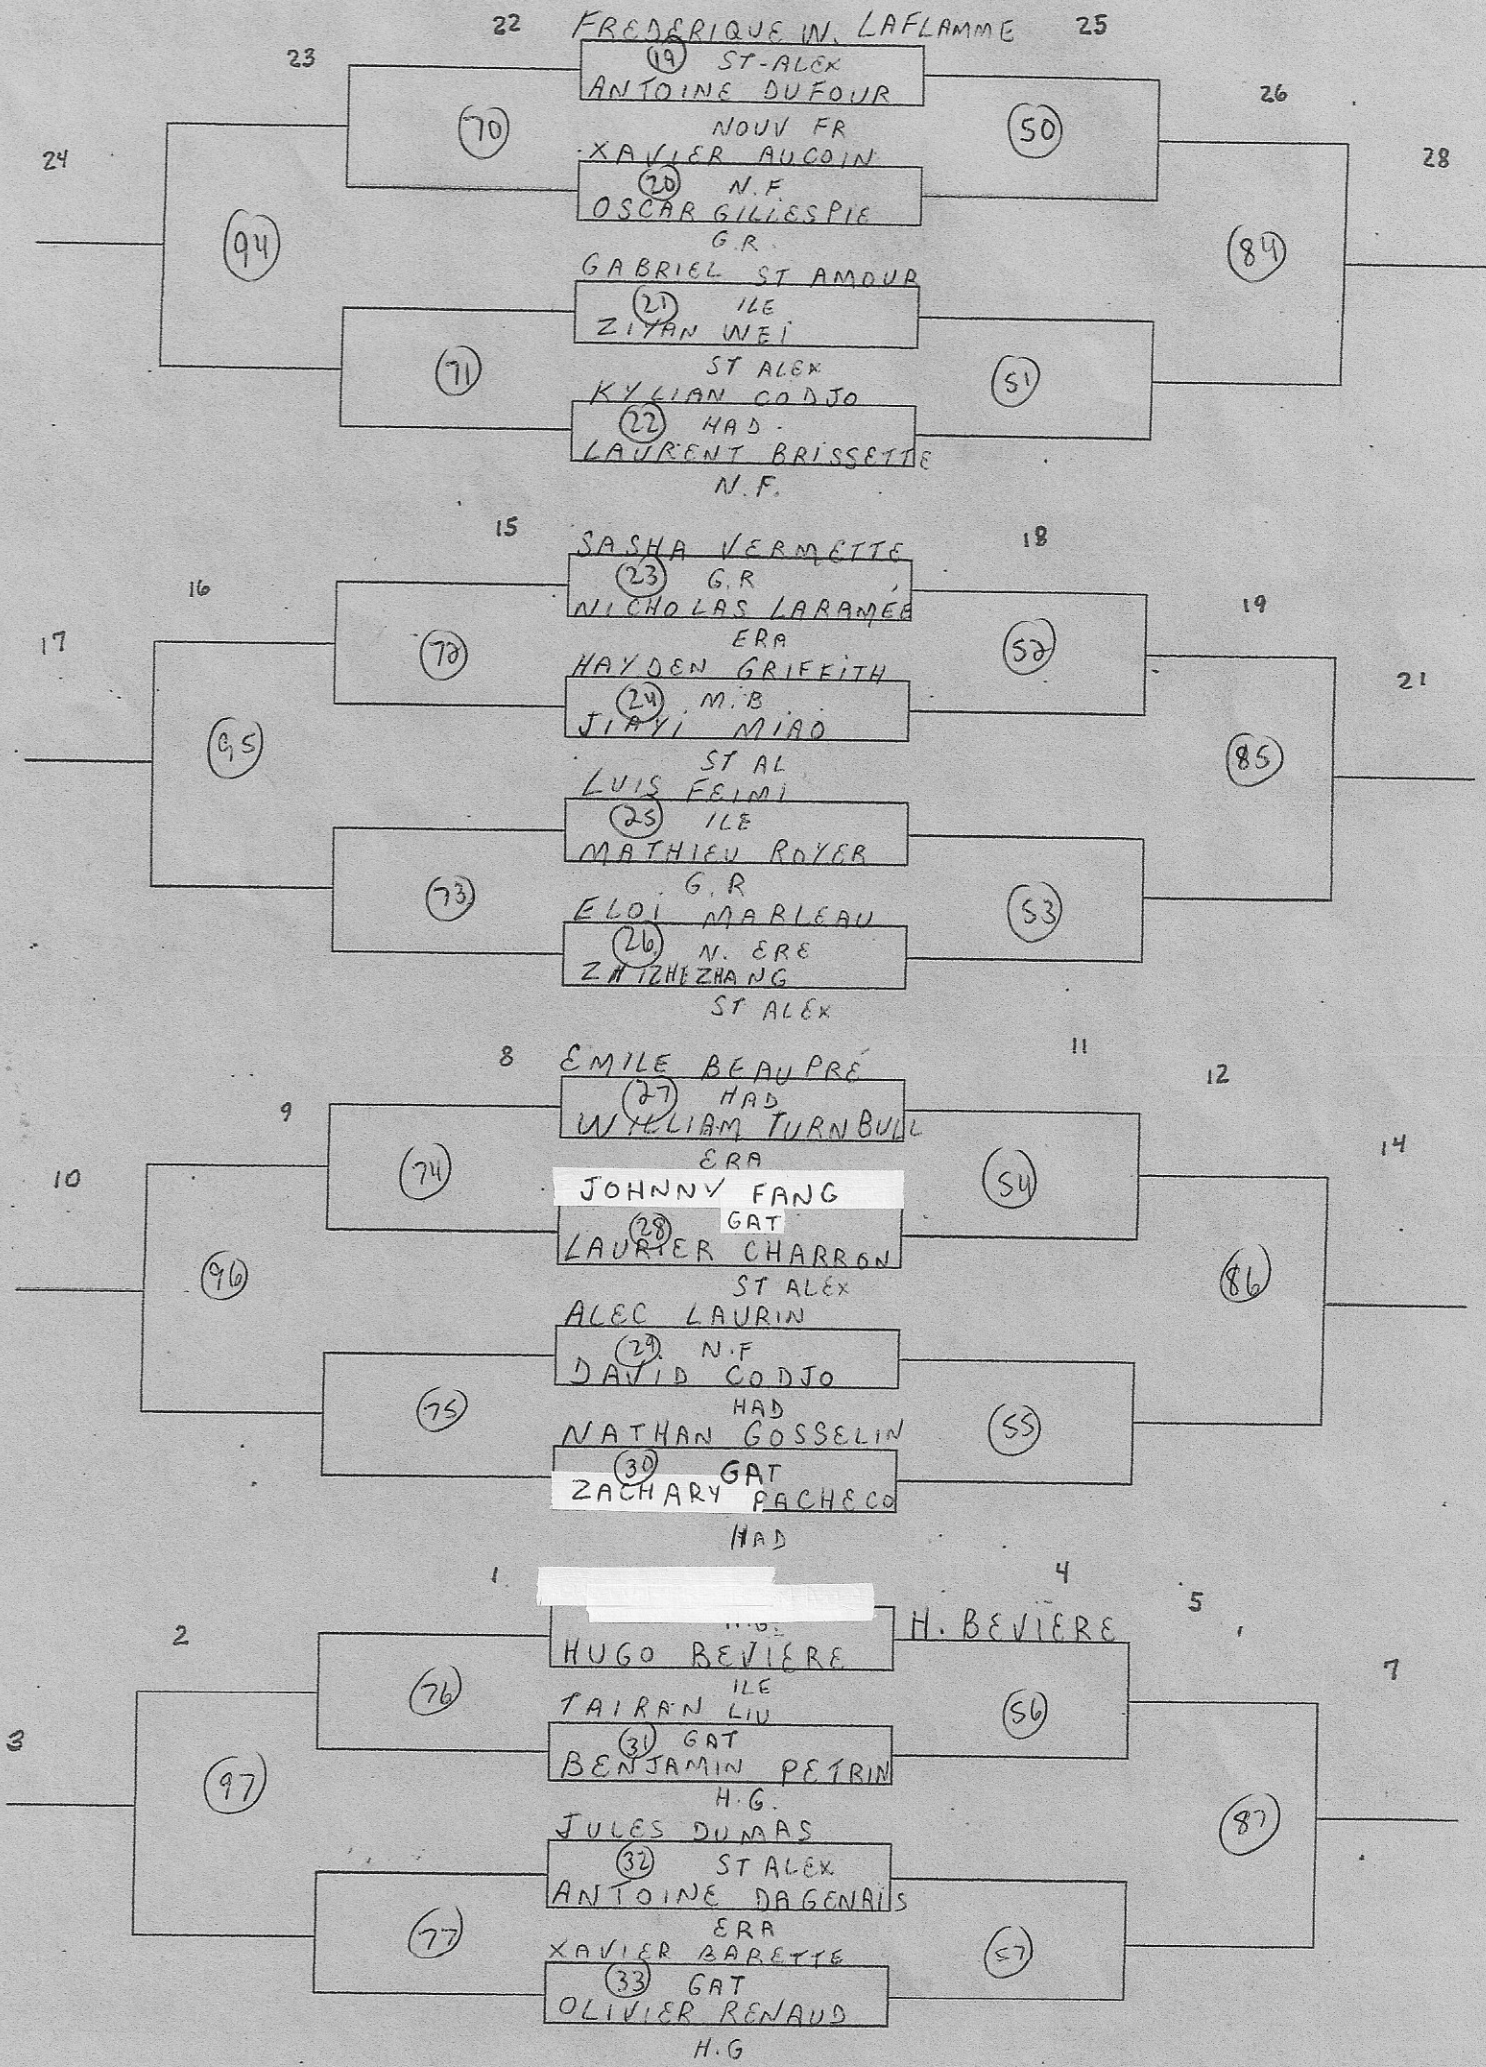 22 FREDERIQUE W. LAFLAMME 25
23 19 ST-ALEX
ANTOINE DUFOUR 26
70 NOUV FR 50
24 XAVIER AUCOIN 28
20 N.F
OSCAR GILLESPIE
94 G.R 84
GABRIEL ST AMOUR
21 ILE
ZIYAN WEI
71 ST ALEX 51
KYLIAN CODJO
22 HAD.
LAURENT BRISSETTE
N.F.
15 SASHA VERMETTE 18
16 23 G.R 19
NICHOLAS LARAMÉE
17 72 ERA 52
HAYDEN GRIFFITH 21
24 M.B.
JIAYI MIAO
95 ST AL 85
LUIS FEIMI
25 ILE
MATHIEU ROYER
73 G.R 53
ELOI MARLEAU
26 N. ERE
ZHANG
ST ALEX
8 EMILE BEAUPRÉ 11
9 27 HAD 12
WILLIAM TURNBULL
10 74 ERA 54 14
JOHNNY FANG
28 GAT
LAURIER CHARRON
96 ST ALEX 86
ALEC LAURIN
29 N.F
DAVID CODJO
75 HAD 55
NATHAN GOSSELIN
30 GAT
ZACHARY PACHECO
HAD
1 4
2 H. BEVIERE 5
HUGO BEVIERE 7
76 ILE 56
3 TAIRAN LIU
31 GAT
BENJAMIN PETRIN
97 H.G. 87
JULES DUMAS
32 ST ALEX
ANTOINE DAGENAIS
77 ERA 57
XAVIER BARETTE
33 GAT
OLIVIER RENAUD
H.G